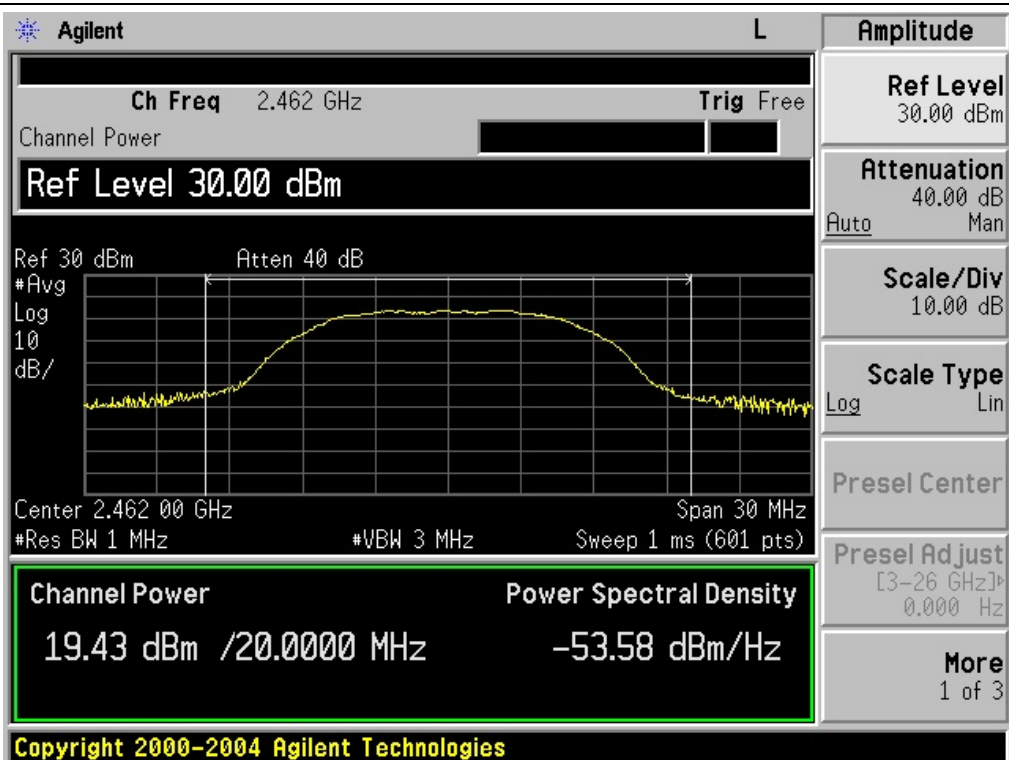 Agilent L
Ch Freq 2.462 GHz Trig Free
Channel Power
Ref Level 30.00 dBm
Ref 30 dBm Atten 40 dB
#Avg
Log
10
dB/
Center 2.462 00 GHz Span 30 MHz
#Res BW 1 MHz #VBW 3 MHz Sweep 1 ms (601 pts)
Channel Power Power Spectral Density
19.43 dBm /20.0000 MHz -53.58 dBm/Hz
Copyright 2000-2004 Agilent Technologies
Amplitude
Ref Level
30.00 dBm
Attenuation
40.00 dB
Auto Man
Scale/Div
10.00 dB
Scale Type
Log Lin
Presel Center
Presel Adjust
[3-26 GHz]
0.000 Hz
More
1 of 3